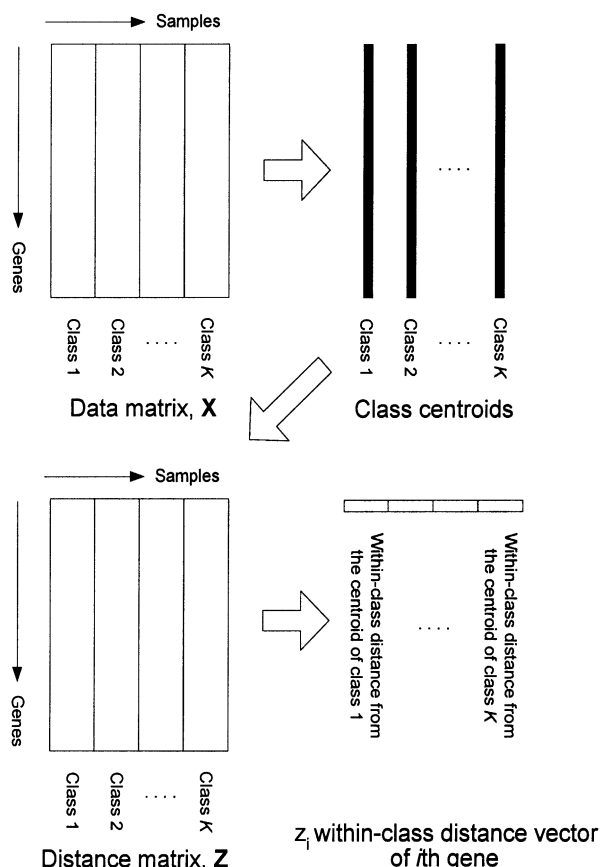 Samples
Genes
Class 1
Class 2
. . . .
Class K
Data matrix, X
Class 1
Class 2
. . . .
. . . .
Class K
Class centroids
Samples
Genes
Class 1
Class 2
. . . .
Class K
Distance matrix, Z
Within-class distance from
the centroid of class 1
. . . .
Within-class distance from
the centroid of class K
zi within-class distance vector
of ith gene